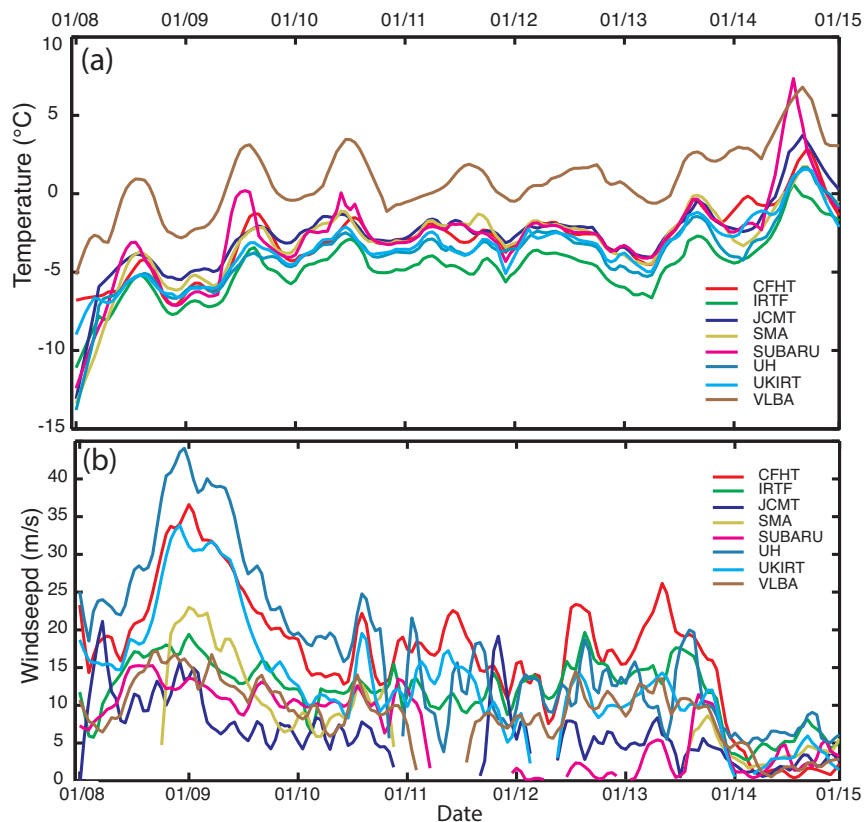 01/08 01/09 01/10 01/11 01/12 01/13 01/14 01/15
10
(a)
5
0
-5
-10
-15
Temperature (°C)
CFHT
IRTF
JCMT
SMA
SUBARU
UH
UKIRT
VLBA
(b)
40
35
30
25
20
15
10
5
0
Windseepd (m/s)
CFHT
IRTF
JCMT
SMA
SUBARU
UH
UKIRT
VLBA
01/08 01/09 01/10 01/11 01/12 01/13 01/14 01/15
Date